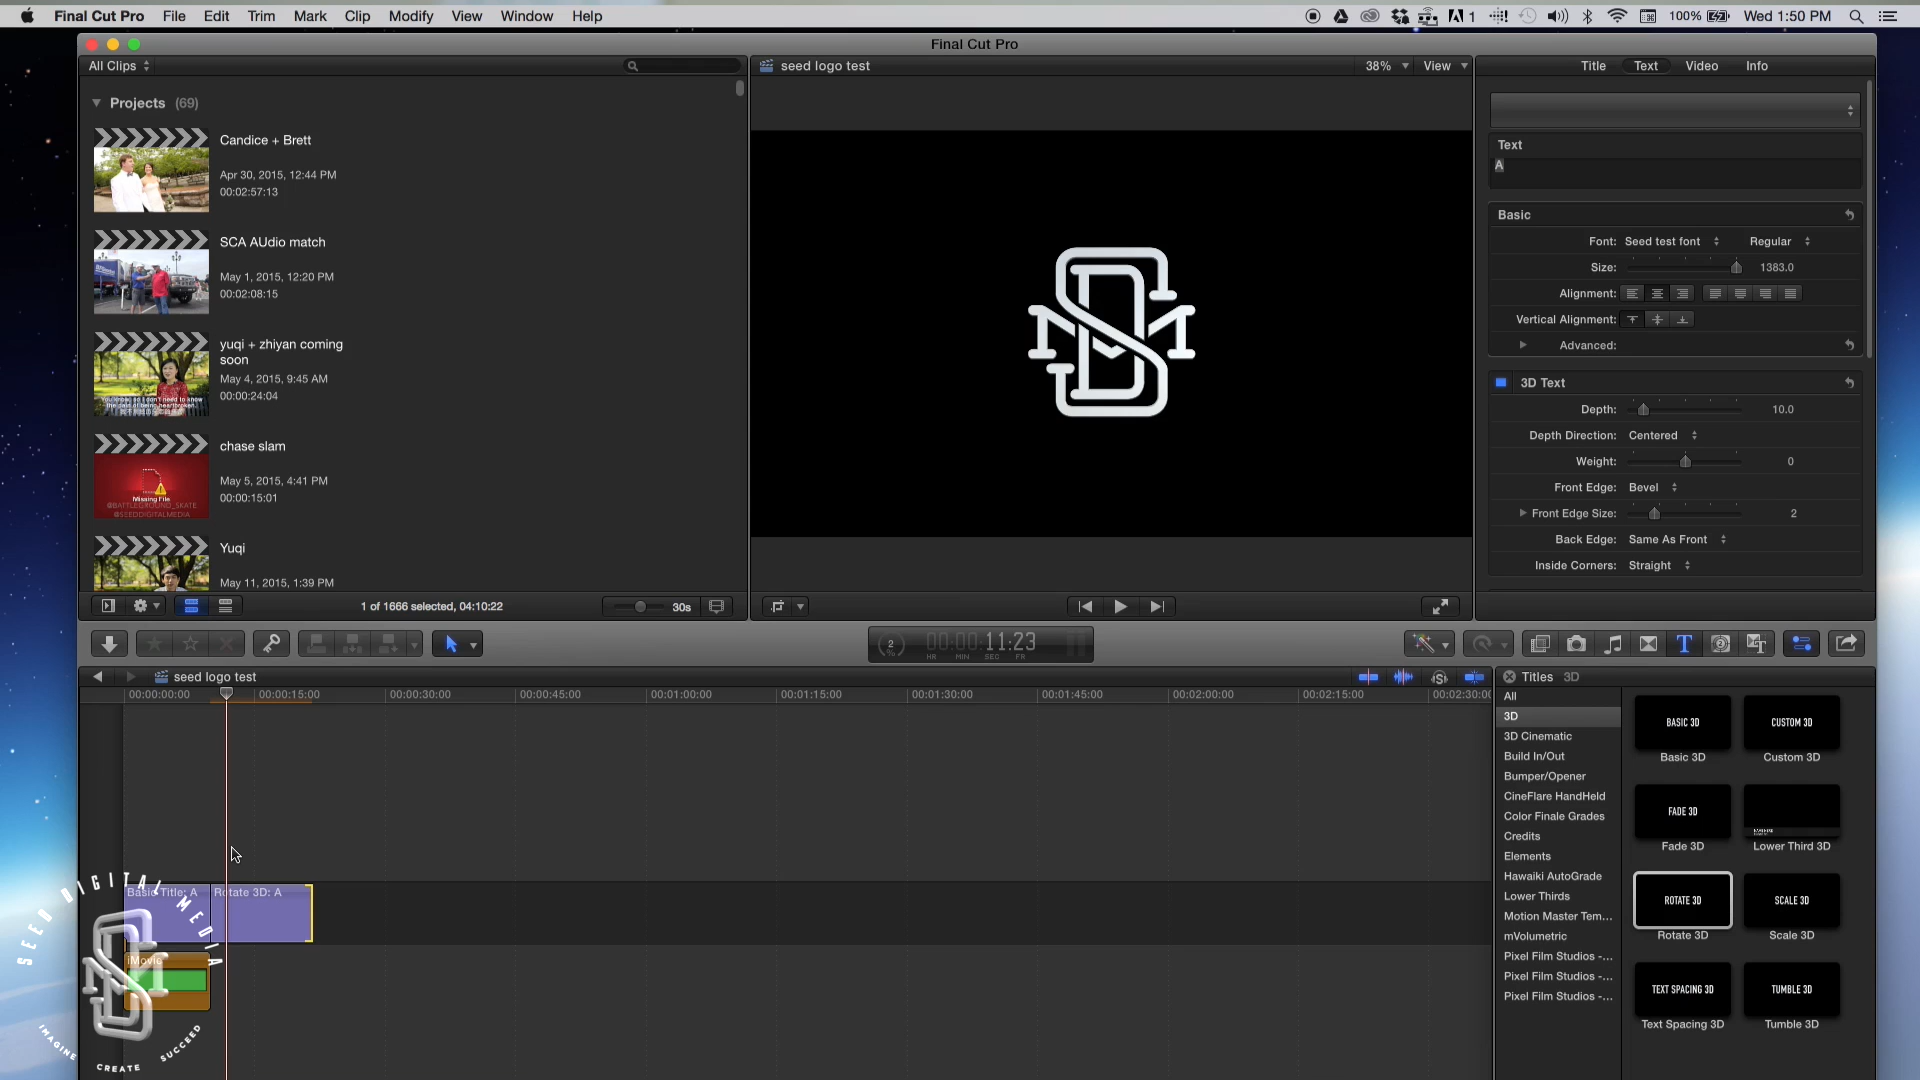 Final Cut Pro File Edit Trim Mark Clip Modify View Window Help
1 100% Wed 1:50 PM
Final Cut Pro
All Clips
seed logo test
38% View
Title Text Video Info
Projects (69)
Candice + Brett
Apr 30, 2015, 12:44 PM
00:02:57:13
SCA AUdio match
May 1, 2015, 12:20 PM
00:02:08:15
yuqi + zhiyan coming
soon
May 4, 2015, 9:45 AM
00:00:24:04
chase slam
May 5, 2015, 4:41 PM
00:00:15:01
Missing File
@BATTLEGROUND_SKATE
@SEEDDIGITALMEDIA
Yuqi
May 11, 2015, 1:39 PM
Text
A
Basic
Font: Seed test font Regular
Size: 1383.0
Alignment:
Vertical Alignment:
Advanced:
3D Text
Depth: 10.0
Depth Direction: Centered
Weight: 0
Front Edge: Bevel
Front Edge Size: 2
Back Edge: Same As Front
Inside Corners: Straight
1 of 1666 selected, 04:10:22
30s
2 %
00:00:11:23
HR MIN SEC FR
seed logo test
00:00:00:00 00:00:15:00 00:00:30:00 00:00:45:00 00:01:00:00 00:01:15:00 00:01:30:00 00:01:45:00 00:02:00:00 00:02:15:00 00:02:30:0
Basic Title: A
Rotate 3D: A
iMovie
SEED DIGITAL MEDIA
IMAGINE
CREATE
SUCCEED
Titles 3D
All
3D
3D Cinematic
Build In/Out
Bumper/Opener
CineFlare HandHeld
Color Finale Grades
Credits
Elements
Hawaiki AutoGrade
Lower Thirds
Motion Master Tem...
mVolumetric
Pixel Film Studios -...
Pixel Film Studios -...
Pixel Film Studios -...
BASIC 3D
Basic 3D
CUSTOM 3D
Custom 3D
FADE 3D
Fade 3D
Lower Third 3D
ROTATE 3D
Rotate 3D
SCALE 3D
Scale 3D
TEXT SPACING 3D
Text Spacing 3D
TUMBLE 3D
Tumble 3D